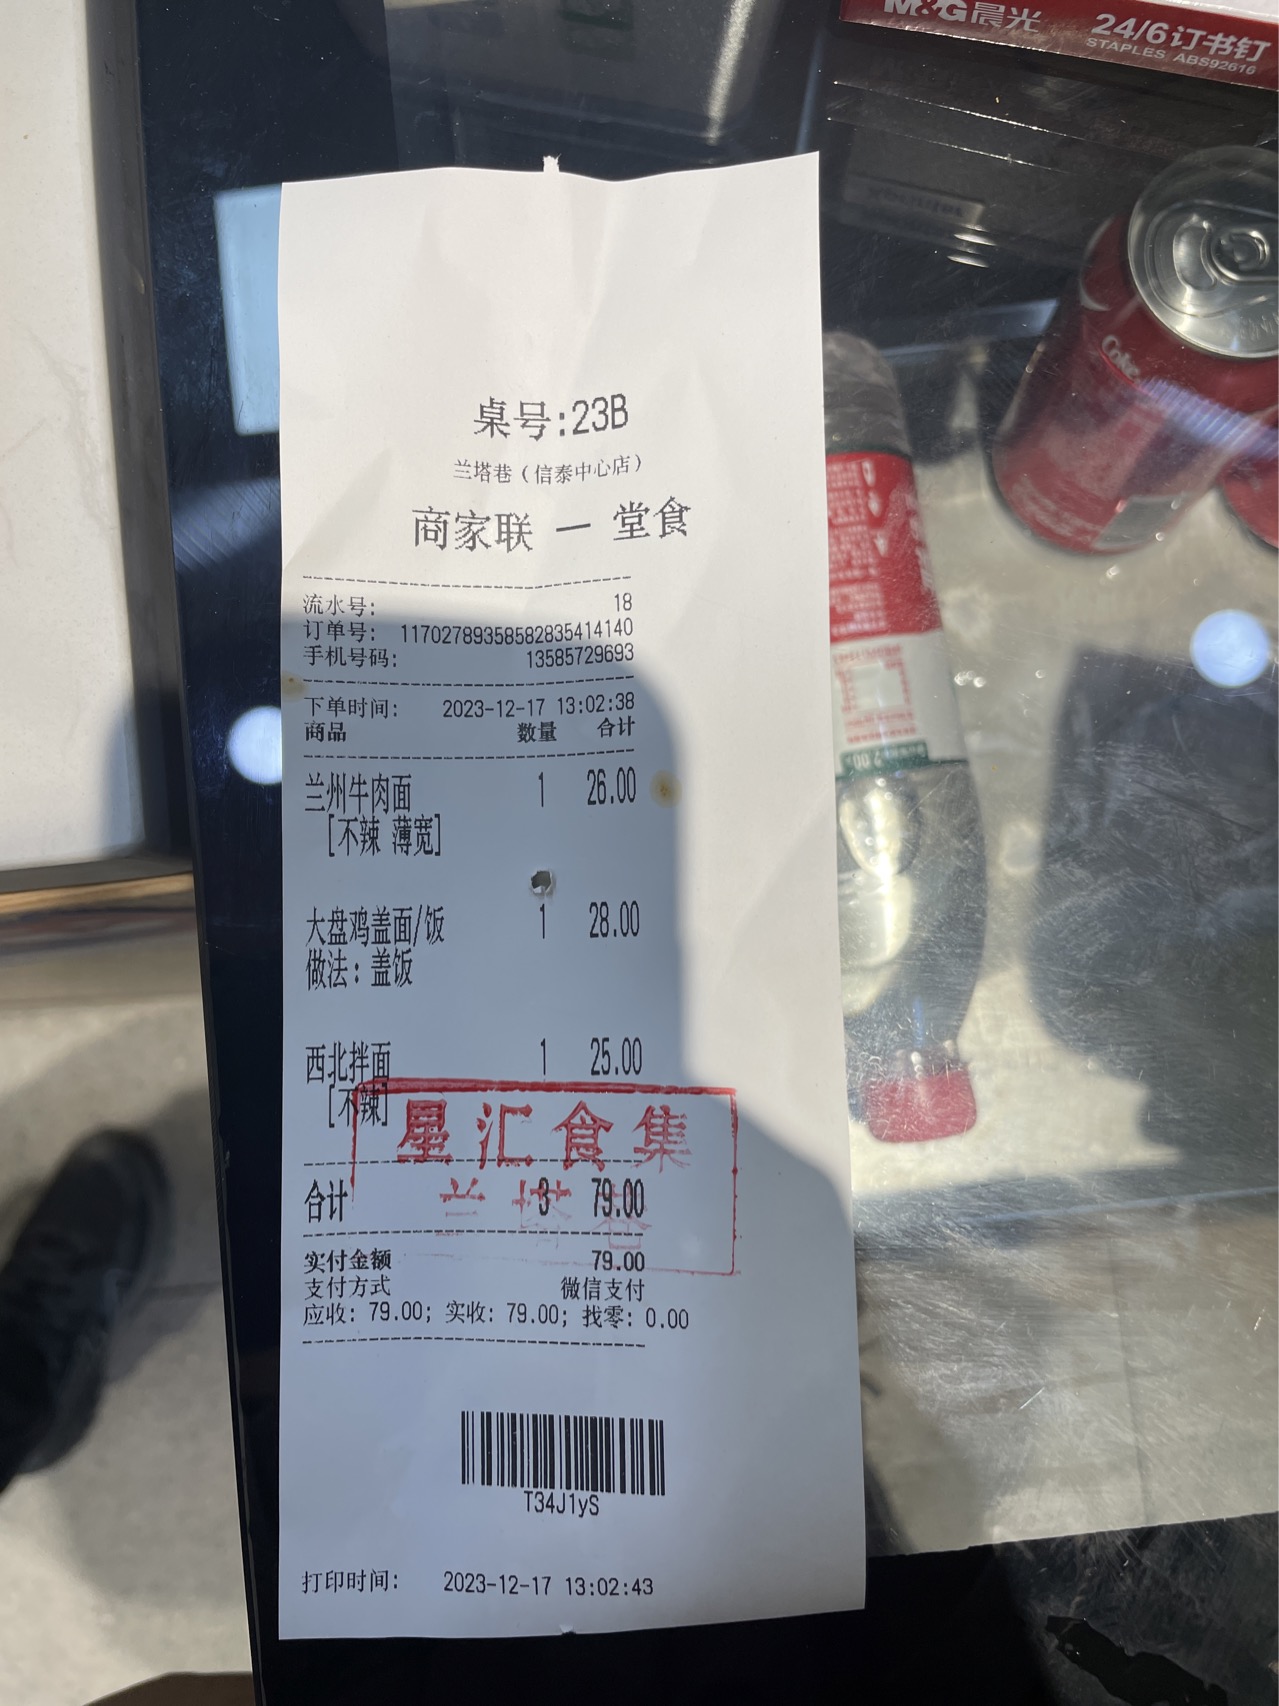 M&G晨光
24/6订书钉
STAPLES ABS92616
Coke
桌号:23B
兰塔巷（信泰中心店）
商家联 — 堂食
流水号: 18
订单号: 11702789358582835414140
手机号码: 13585729693
下单时间: 2023-12-17 13:02:38
商品 数量 合计
兰州牛肉面 1 26.00
[不辣 薄宽]
大盘鸡盖面/饭 1 28.00
做法：盖饭
西北拌面 1 25.00
[不辣]
星汇食集
兰塔巷
合计 3 79.00
实付金额 79.00
支付方式 微信支付
应收: 79.00; 实收: 79.00; 找零: 0.00
T34J1yS
打印时间: 2023-12-17 13:02:43